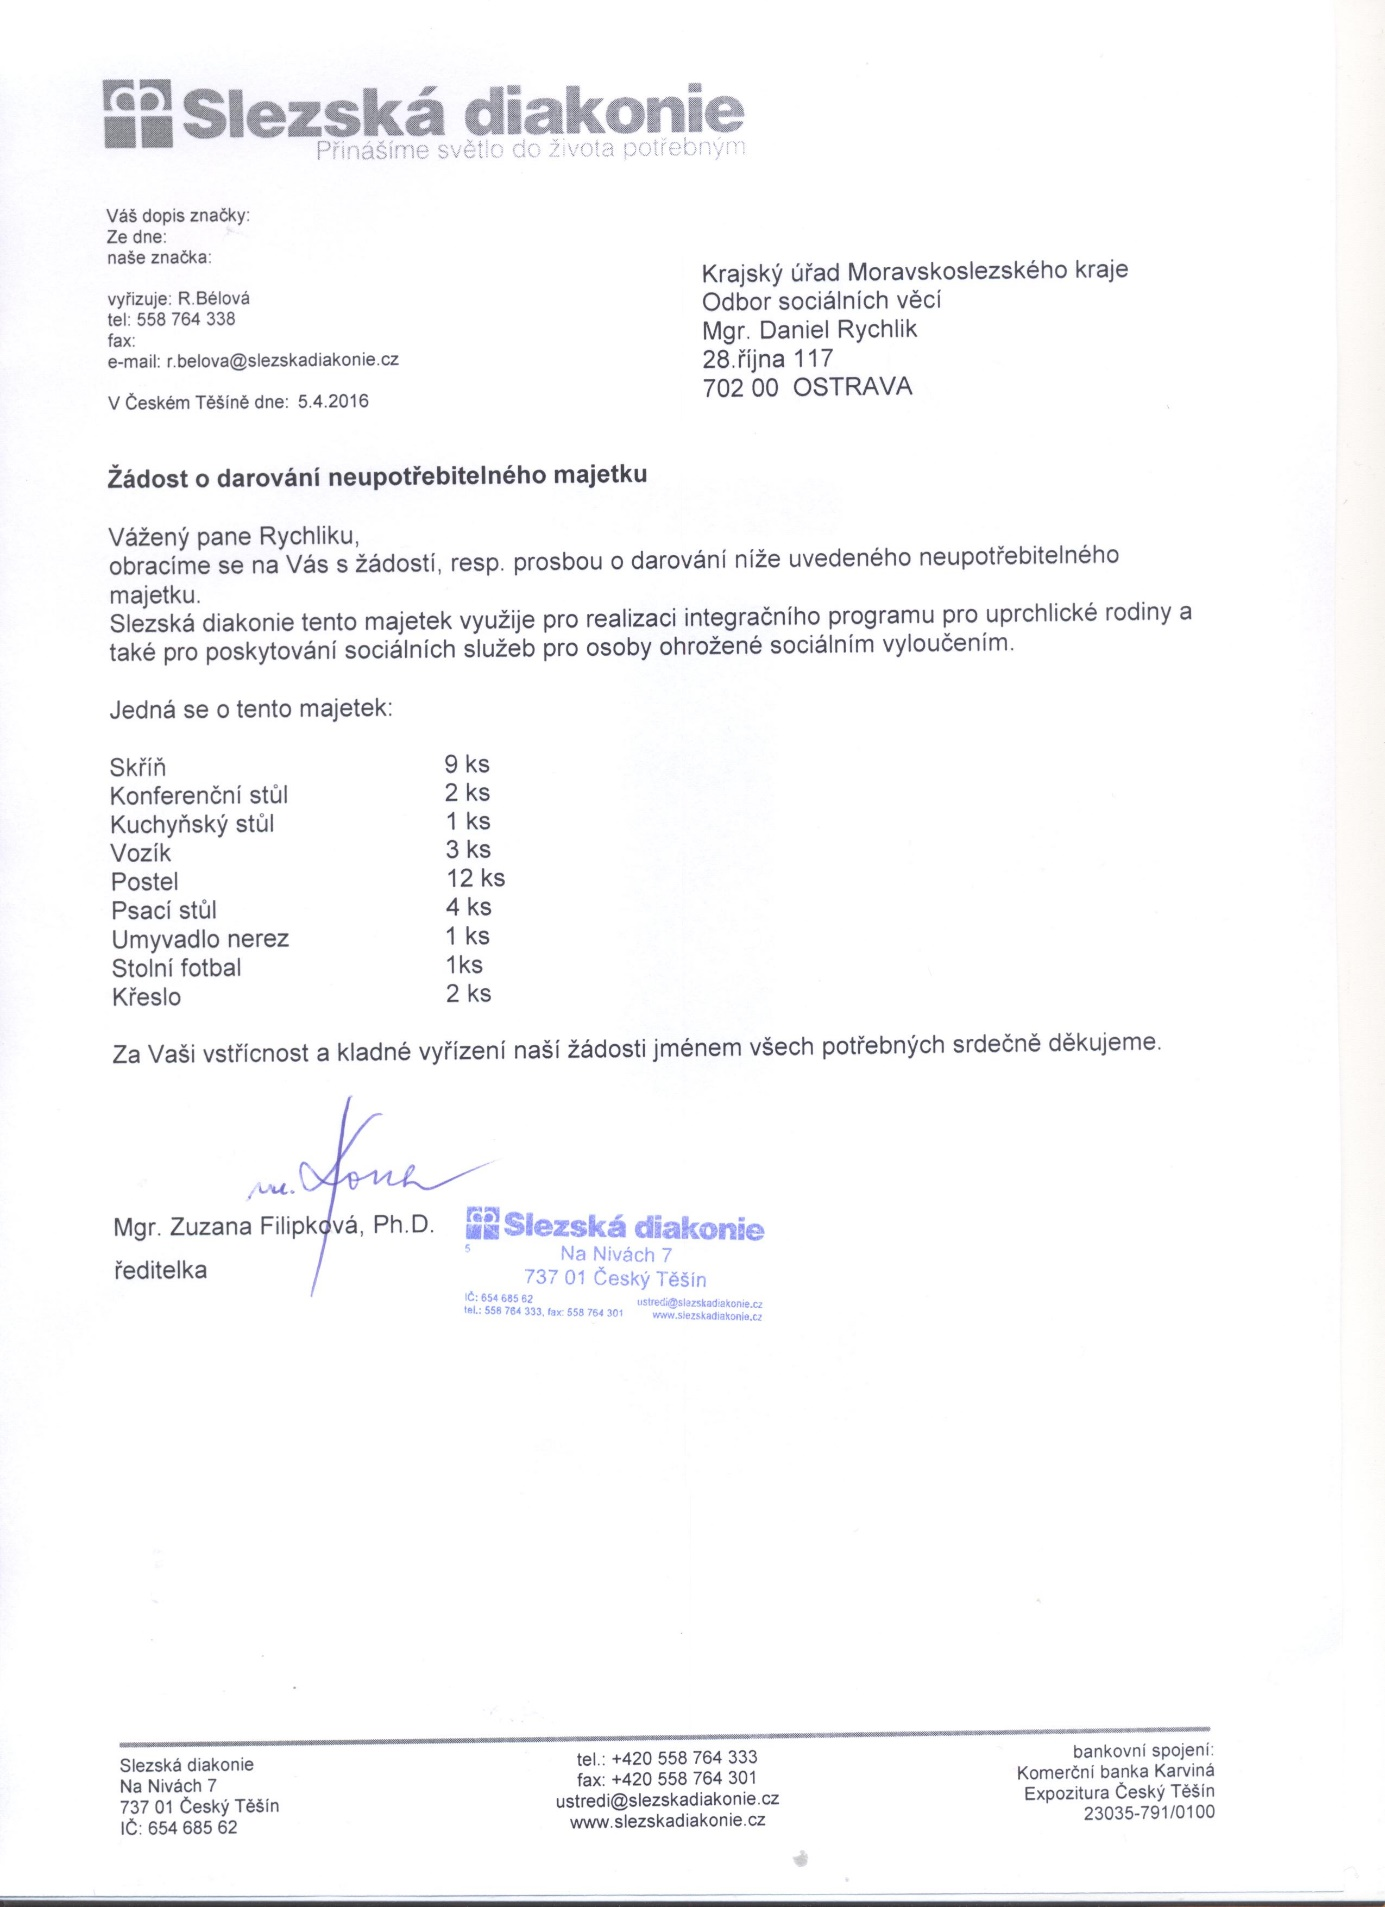 Slezská diakonie
Přinášíme světlo do života potřebným
Váš dopis značky:
Ze dne:
naše značka:
vyřizuje: R.Bélová
tel: 558 764 338
fax:
e-mail: r.belova@slezskadiakonie.cz
V Českém Těšíně dne: 5.4.2016
Krajský úřad Moravskoslezského kraje
Odbor sociálních věcí
Mgr. Daniel Rychlik
28.října 117
702 00 OSTRAVA
Žádost o darování neupotřebitelného majetku
Vážený pane Rychliku,
obracíme se na Vás s žádostí, resp. prosbou o darování níže uvedeného neupotřebitelného
majetku.
Slezská diakonie tento majetek využije pro realizaci integračního programu pro uprchlické rodiny a
také pro poskytování sociálních služeb pro osoby ohrožené sociálním vyloučením.
Jedná se o tento majetek:
Skříň 9 ks
Konferenční stůl 2 ks
Kuchyňský stůl 1 ks
Vozík 3 ks
Postel 12 ks
Psací stůl 4 ks
Umyvadlo nerez 1 ks
Stolní fotbal 1ks
Křeslo 2 ks
Za Vaši vstřícnost a kladné vyřízení naší žádosti jménem všech potřebných srdečně děkujeme.
Mgr. Zuzana Filipková, Ph.D.
ředitelka
Slezská diakonie
5
Na Nivách 7
737 01 Český Těšín
IČ: 654 685 62 ustredi@slezskadiakonie.cz
tel.: 558 764 333, fax: 558 764 301 www.slezskadiakonie.cz
Slezská diakonie
Na Nivách 7
737 01 Český Těšín
IČ: 654 685 62
tel.: +420 558 764 333
fax: +420 558 764 301
ustredi@slezskadiakonie.cz
www.slezskadiakonie.cz
bankovní spojení:
Komerční banka Karviná
Expozitura Český Těšín
23035-791/0100